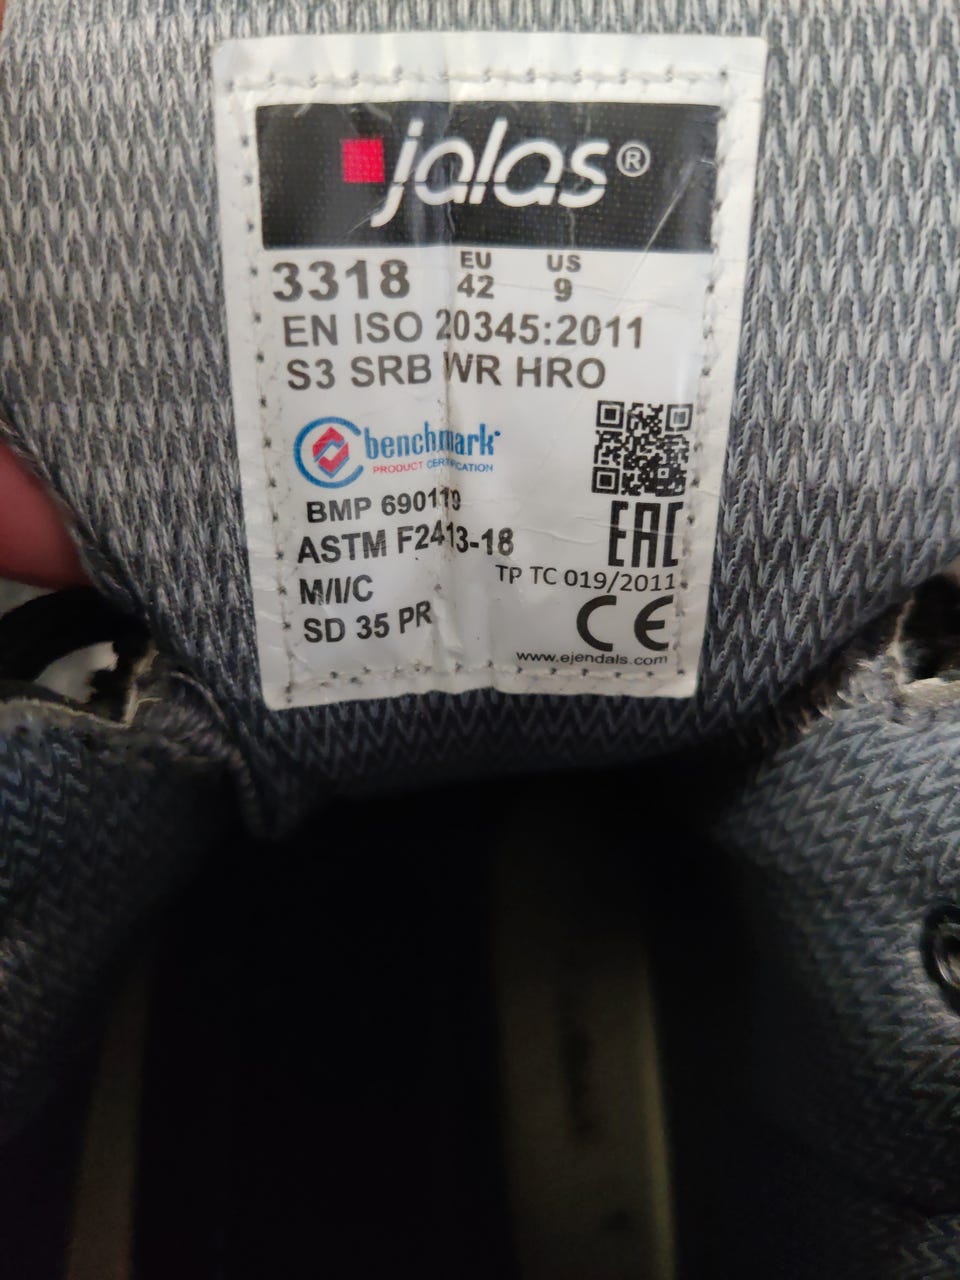 jalas®
EU US
3318 42 9
EN ISO 20345:2011
S3 SRB WR HRO
benchmark
PRODUCT CERTIFICATION
BMP 690119
EAC
ASTM F2413-18
TP TC 019/2011
M/I/C
CE
SD 35 PR
www.ejendals.com